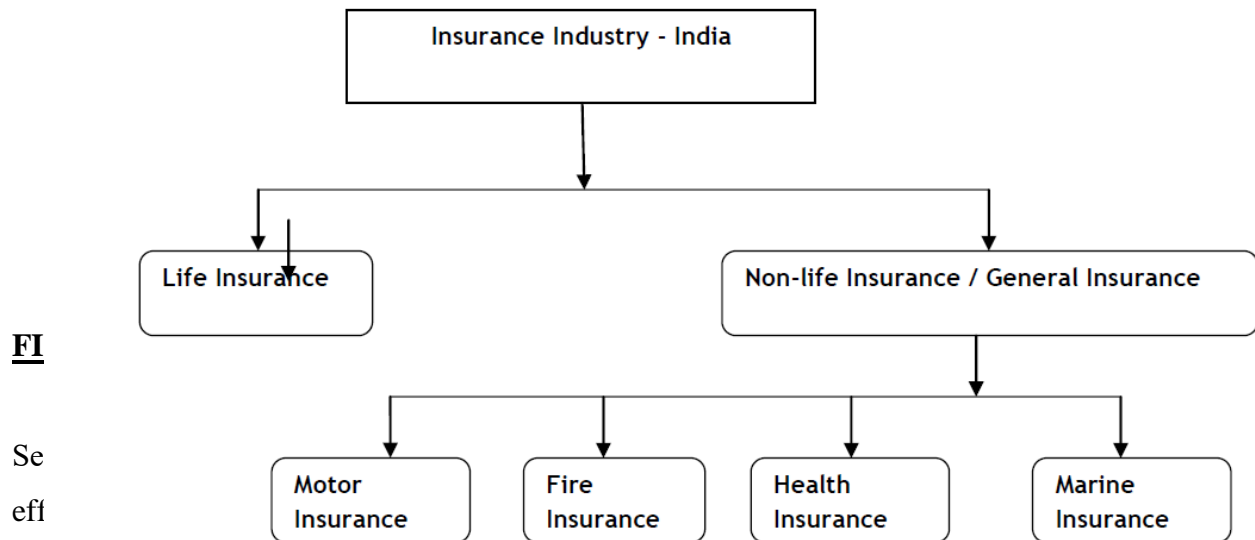 Insurance Industry - India
Life Insurance
Non-life Insurance / General Insurance
FI
Se
eff
Motor
Insurance
Fire
Insurance
Health
Insurance
Marine
Insurance